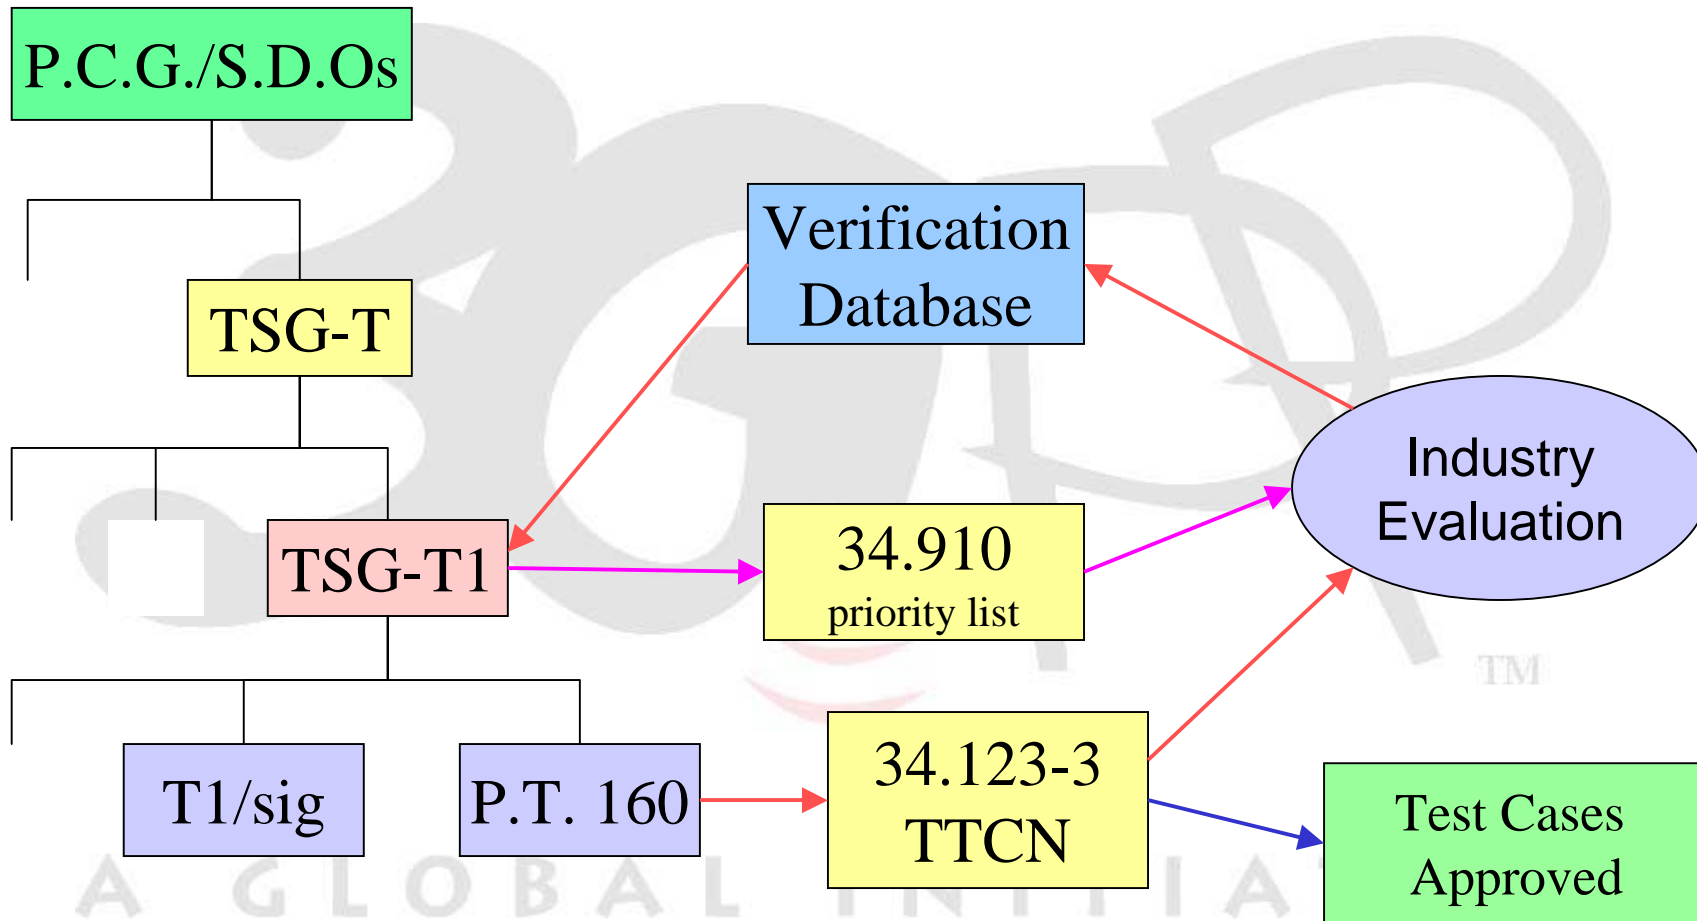 P.C.G./S.D.Os
TSG-T
Verification
Database
Industry
Evaluation
TSG-T1
34.910
priority list
TM
T1/sig
P.T. 160
34.123-3
TTCN
Test Cases
Approved
A GLOBAL INITIA